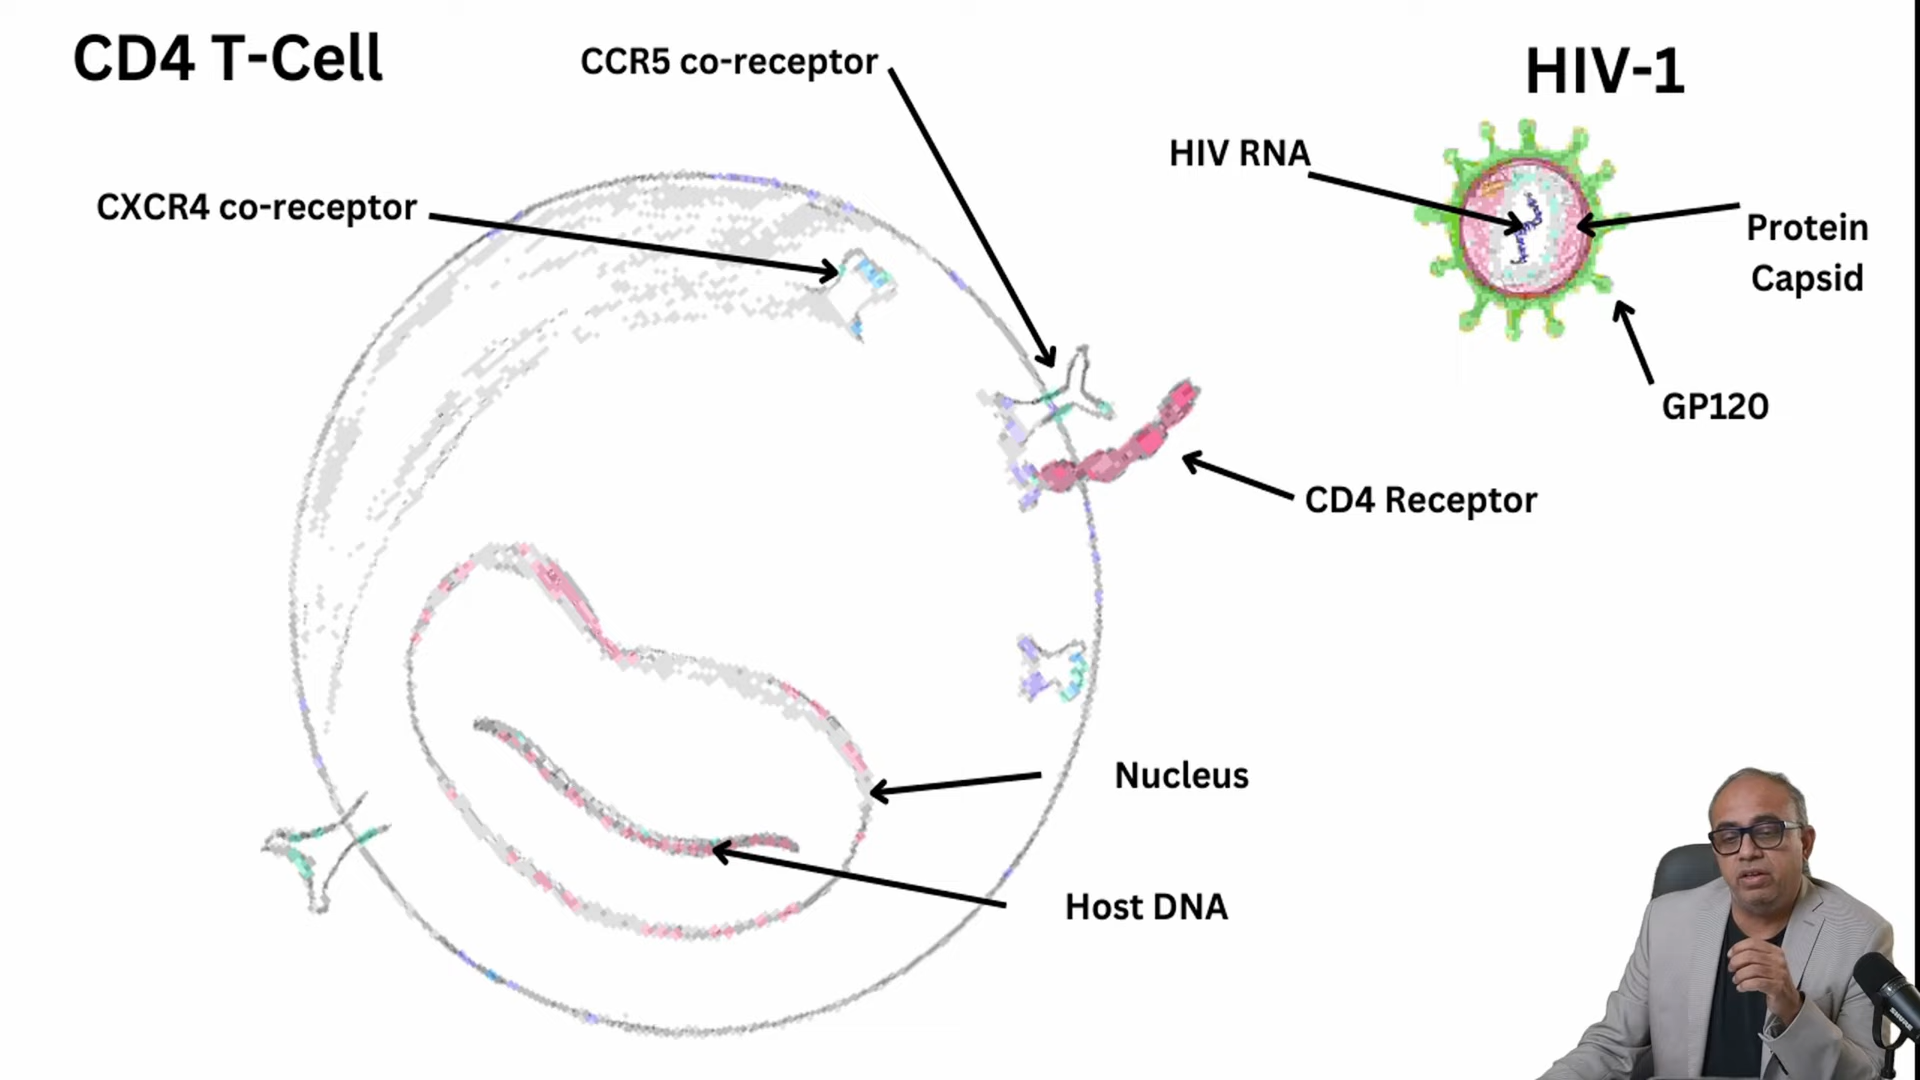 CD4 T-Cell
CCR5 co-receptor
HIV-1
HIV RNA
CXCR4 co-receptor
Protein
Capsid
GP120
CD4 Receptor
Nucleus
Host DNA
SHURE